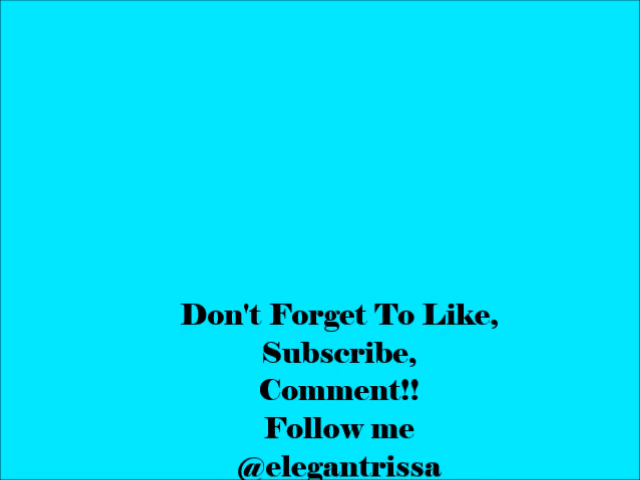 Don't Forget To Like,
Subscribe,
Comment!!
Follow me
@elegantrissa